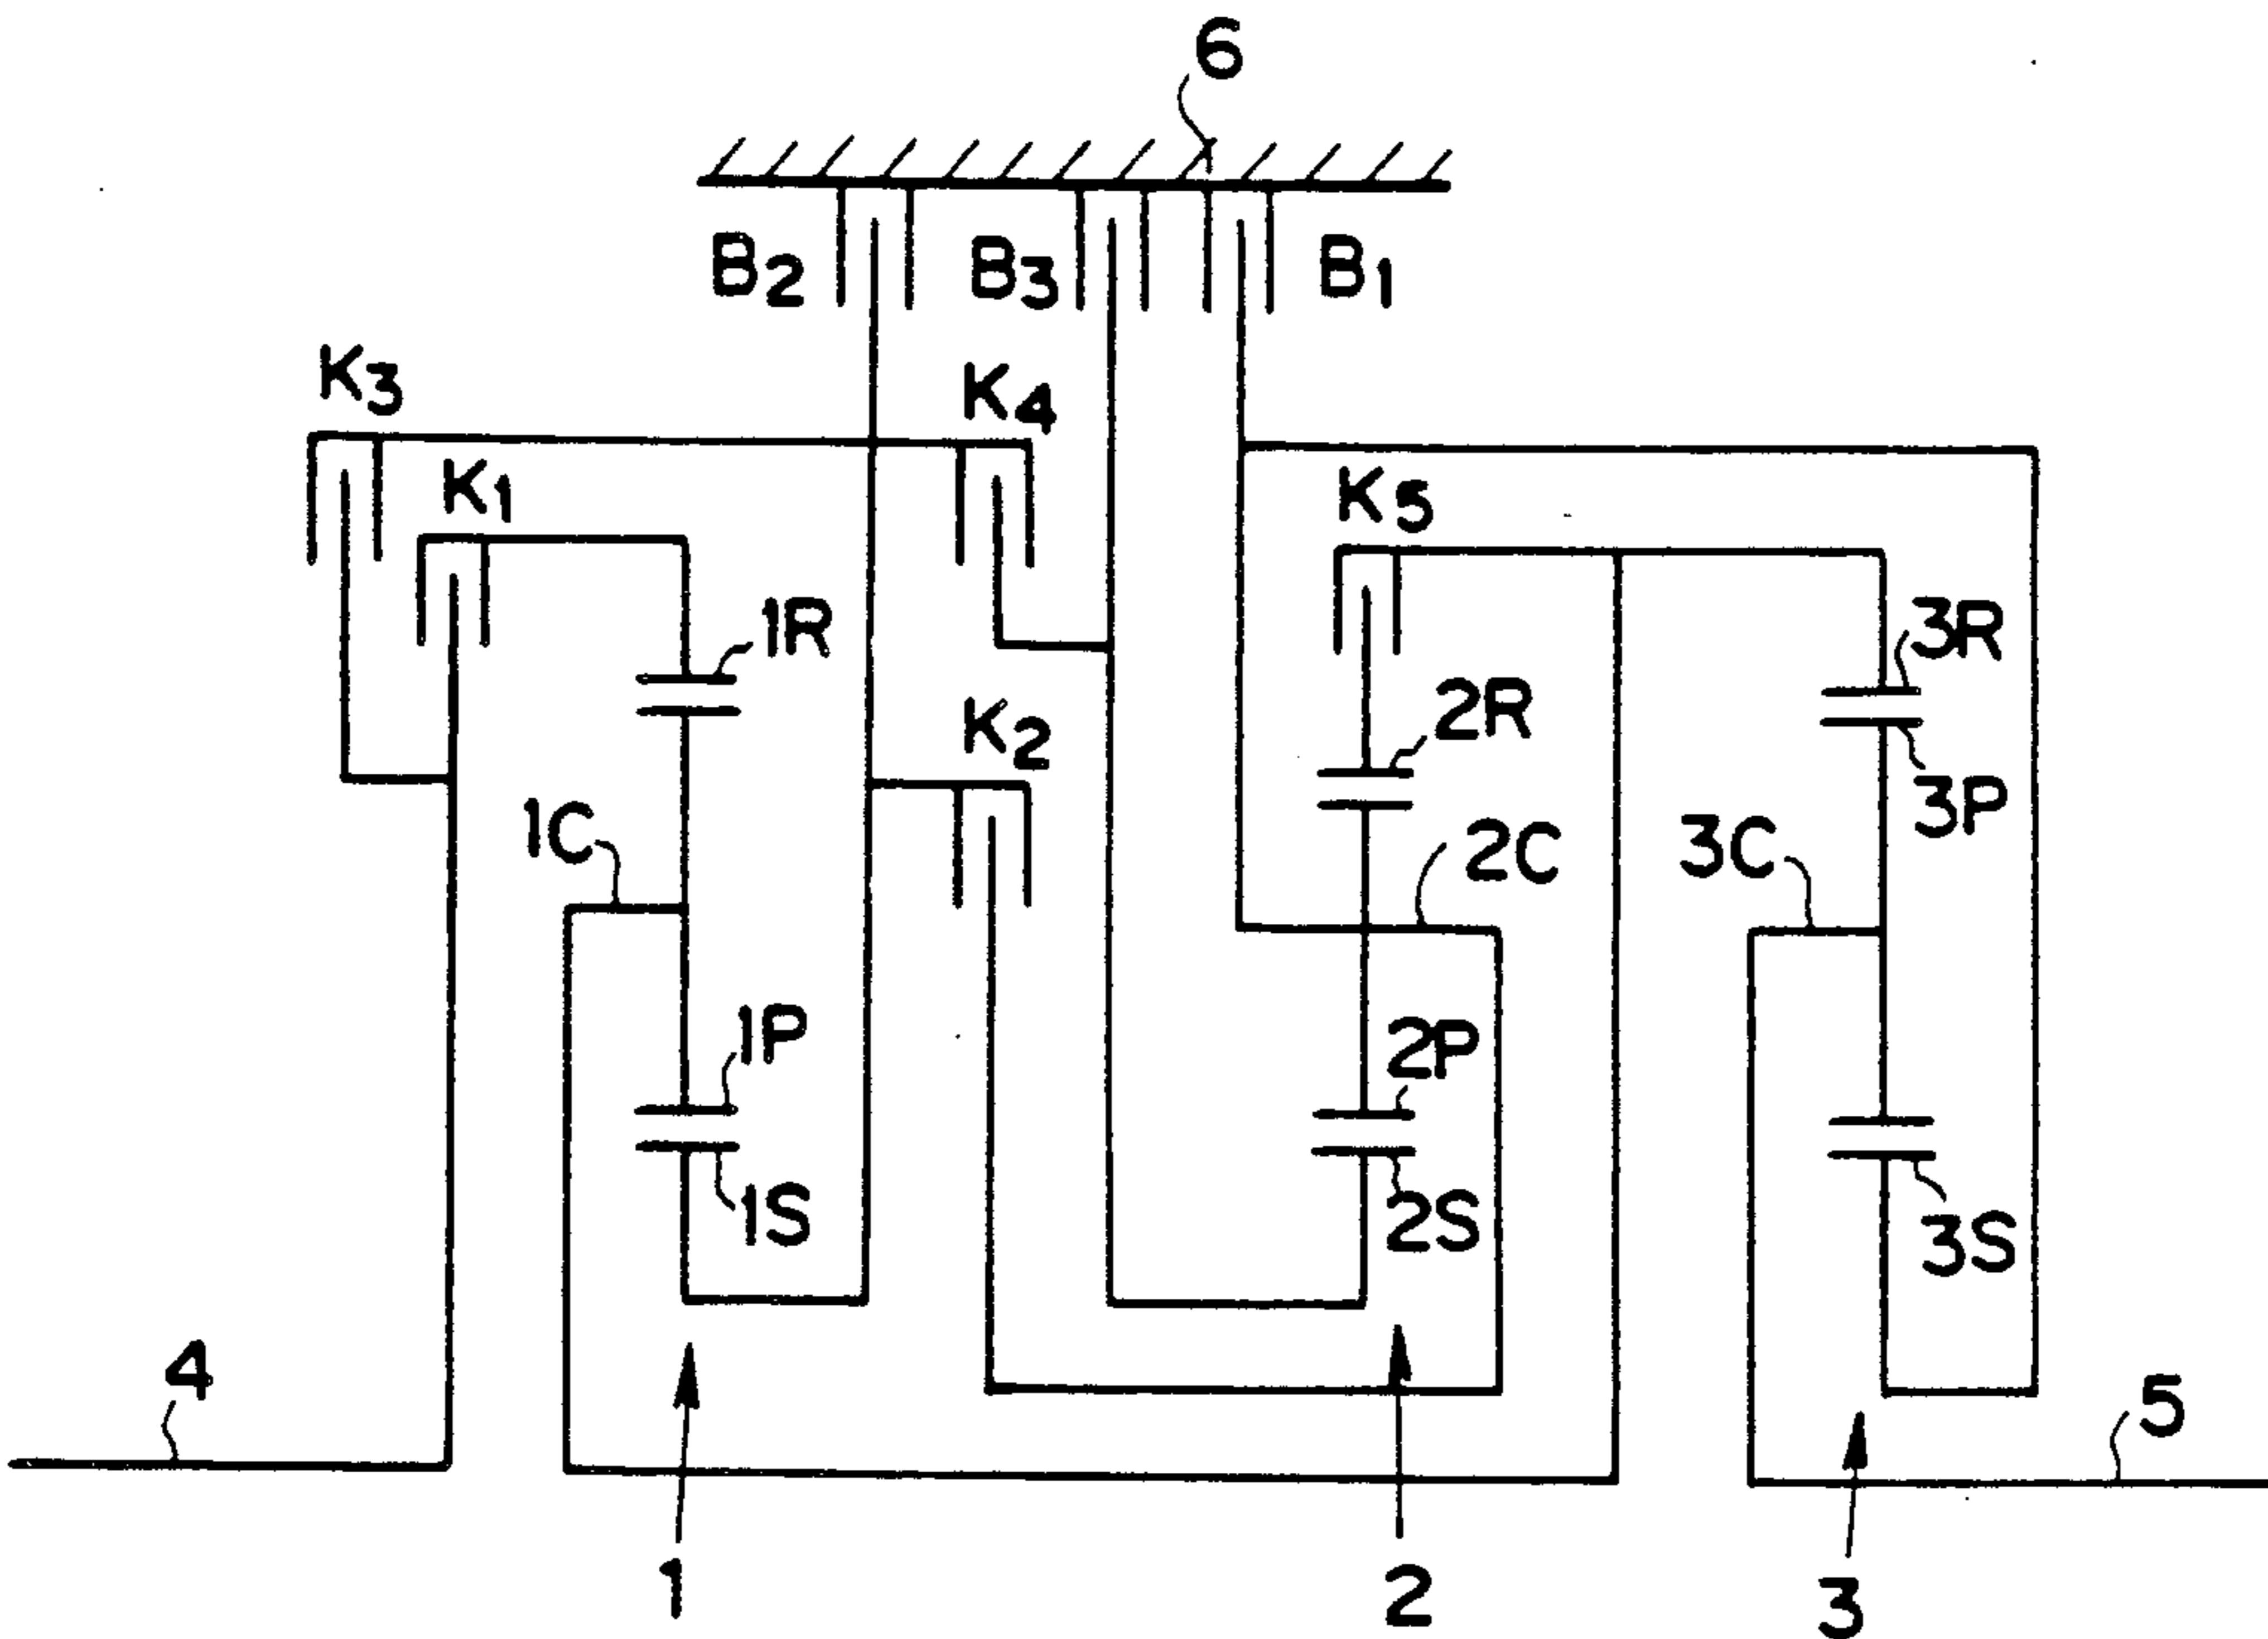 6
B2 B3 B1
K3 K4
K1 K5
1R 3R
2R
K2
3P
1C 2C 3C
1P 2P
1S 2S 3S
4 5
1 2 3